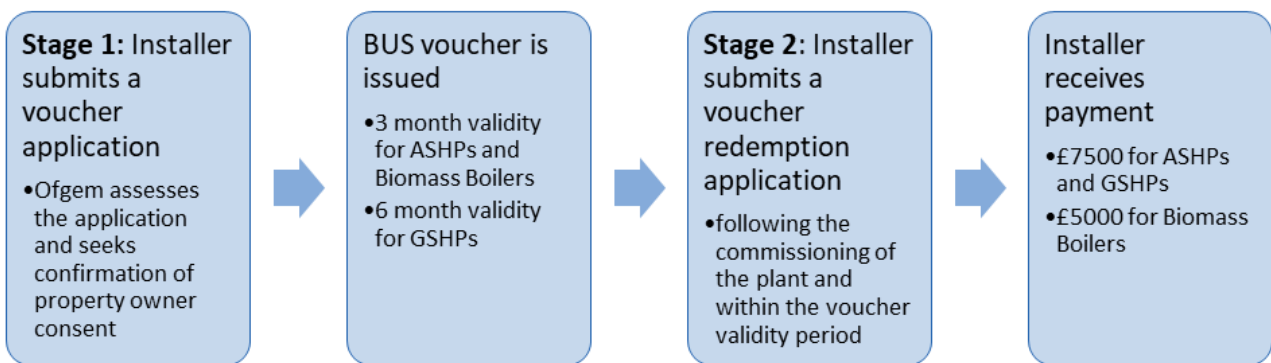 Stage 1: Installer
submits a
voucher
application
•Ofgem assesses
the application
and seeks
confirmation of
property owner
consent
BUS voucher is
issued
•3 month validity
for ASHPs and
Biomass Boilers
•6 month validity
for GSHPs
Stage 2: Installer
submits a
voucher
redemption
application
•following the
commissioning of
the plant and
within the voucher
validity period
Installer
receives
payment
•£7500 for ASHPs
and GSHPs
•£5000 for Biomass
Boilers